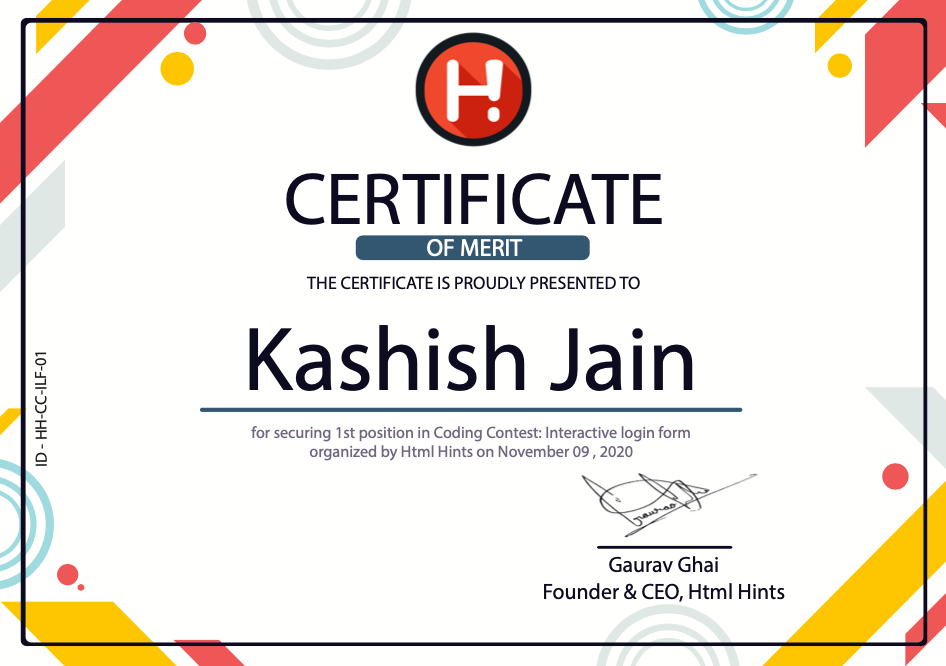 H!
CERTIFICATE
OF MERIT
THE CERTIFICATE IS PROUDLY PRESENTED TO
Kashish Jain
for securing 1st position in Coding Contest: Interactive login form
organized by Html Hints on November 09 , 2020
ID - HH-CC-ILF-01
Gaurav Ghai
Founder & CEO, Html Hints